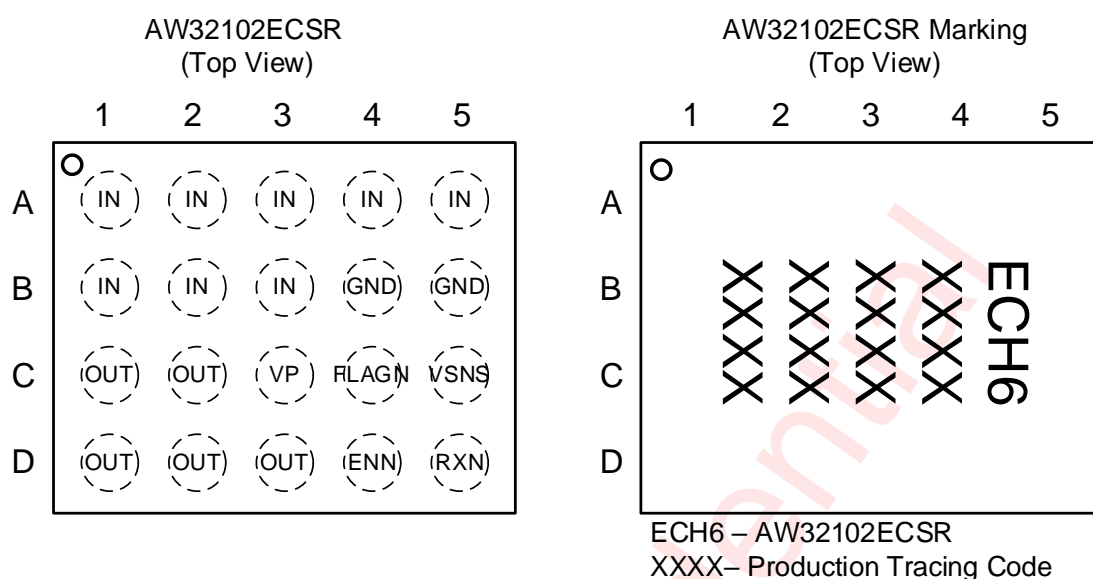 AW32102ECSR
(Top View)
1 2 3 4 5
A IN IN IN IN IN
B IN IN IN GND GND
C OUT OUT VP FLAGN VSNS
D OUT OUT OUT ENN RXN
AW32102ECSR Marking
(Top View)
1 2 3 4 5
A
B
C
D
XXXX
XXXX
XXXX
XXXX
ECH6
ECH6 – AW32102ECSR
XXXX– Production Tracing Code